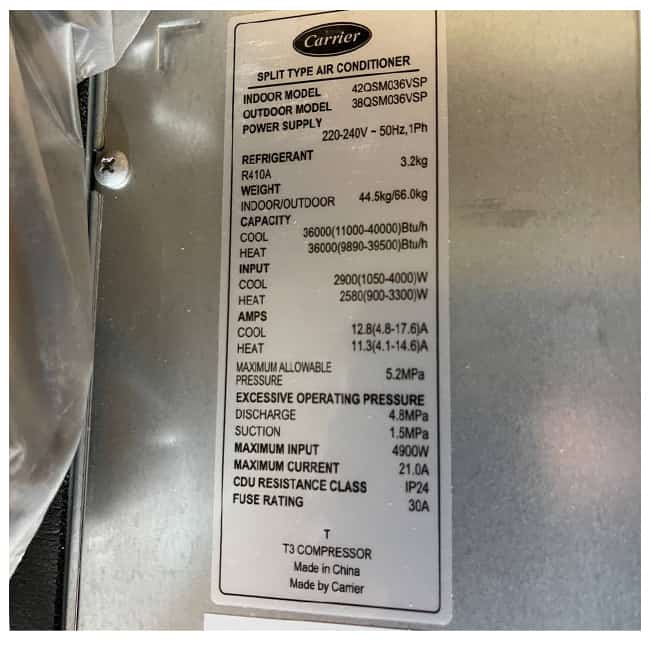 Carrier
SPLIT TYPE AIR CONDITIONER
INDOOR MODEL 42QSM036VSP
OUTDOOR MODEL 38QSM036VSP
POWER SUPPLY
220-240V ~ 50Hz,1Ph
REFRIGERANT
R410A 3.2kg
WEIGHT
INDOOR/OUTDOOR 44.5kg/66.0kg
CAPACITY
COOL 36000(11000-40000)Btu/h
HEAT 36000(9890-39500)Btu/h
INPUT
COOL 2900(1050-4000)W
HEAT 2580(900-3300)W
AMPS
COOL 12.8(4.8-17.6)A
HEAT 11.3(4.1-14.6)A
MAXIMUM ALLOWABLE
PRESSURE 5.2MPa
EXCESSIVE OPERATING PRESSURE
DISCHARGE 4.8MPa
SUCTION 1.5MPa
MAXIMUM INPUT 4900W
MAXIMUM CURRENT 21.0A
CDU RESISTANCE CLASS IP24
FUSE RATING 30A
T
T3 COMPRESSOR
Made in China
Made by Carrier